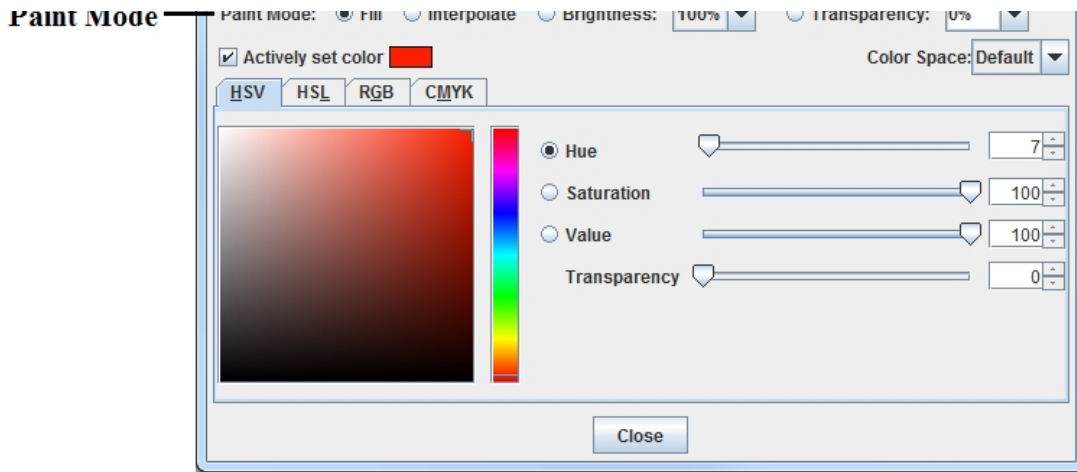 Paint Mode
Paint Mode: Fill Interpolate Brightness: 100% Transparency: 0%
Actively set color Color Space: Default
HSV HSL RGB CMYK
Hue 7
Saturation 100
Value 100
Transparency 0
Close